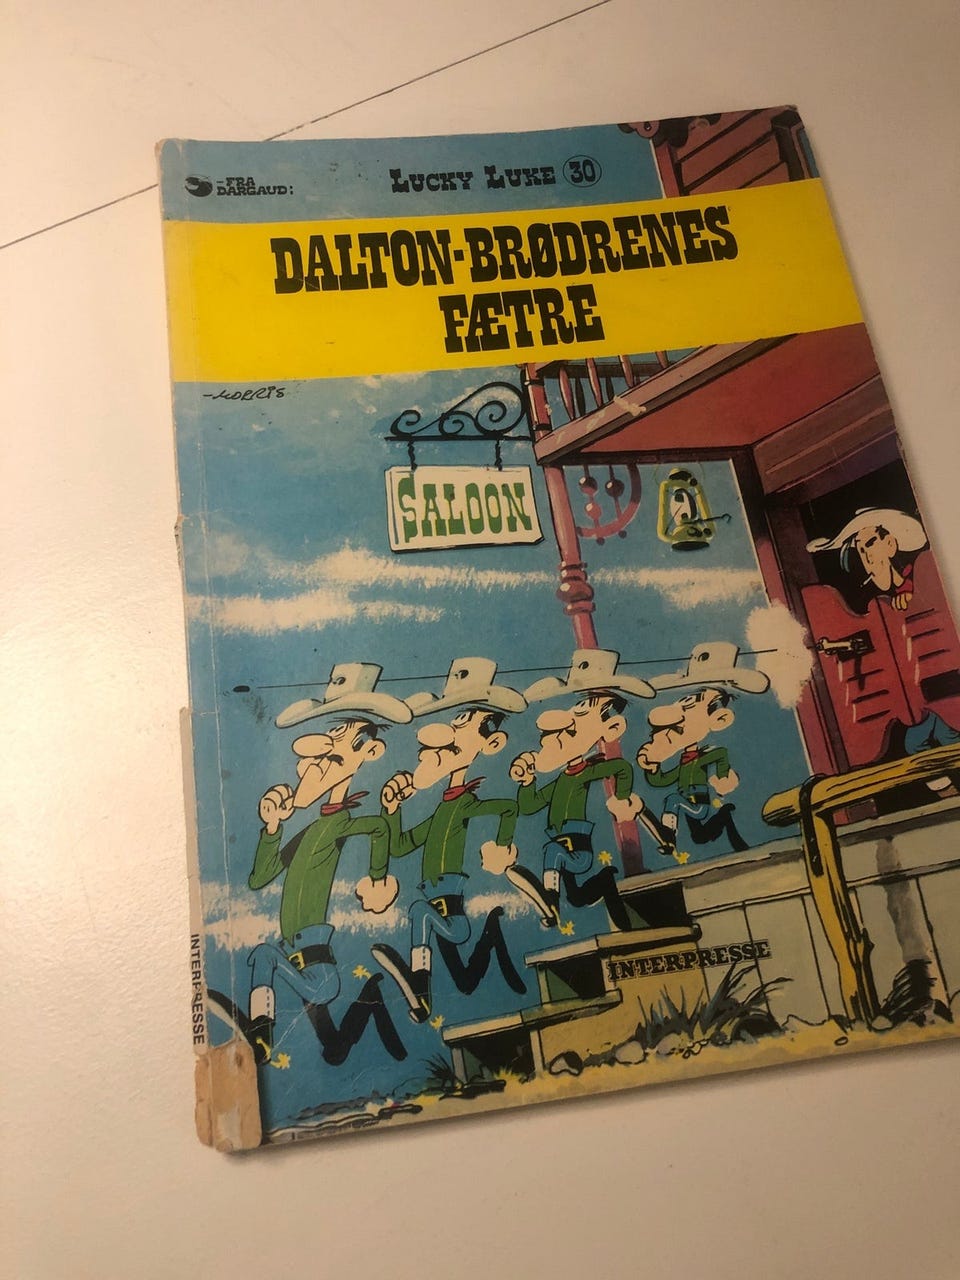 -FRA
DARGAUD:
LUCKY LUKE 30
DALTON-BRØDRENES
FÆTRE
-MORRIS
SALOON
INTERPRESSE
INTERPRESSE